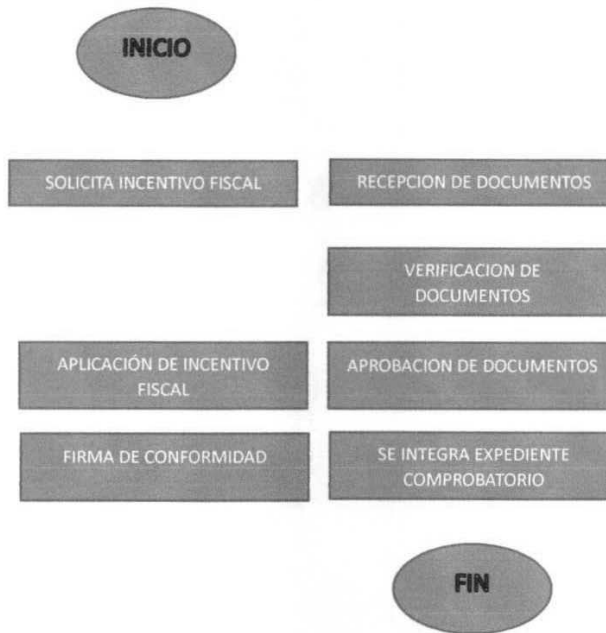 INICIO
SOLICITA INCENTIVO FISCAL
RECEPCION DE DOCUMENTOS
VERIFICACION DE
DOCUMENTOS
APLICACIÓN DE INCENTIVO
FISCAL
APROBACION DE DOCUMENTOS
FIRMA DE CONFORMIDAD
SE INTEGRA EXPEDIENTE
COMPROBATORIO
FIN